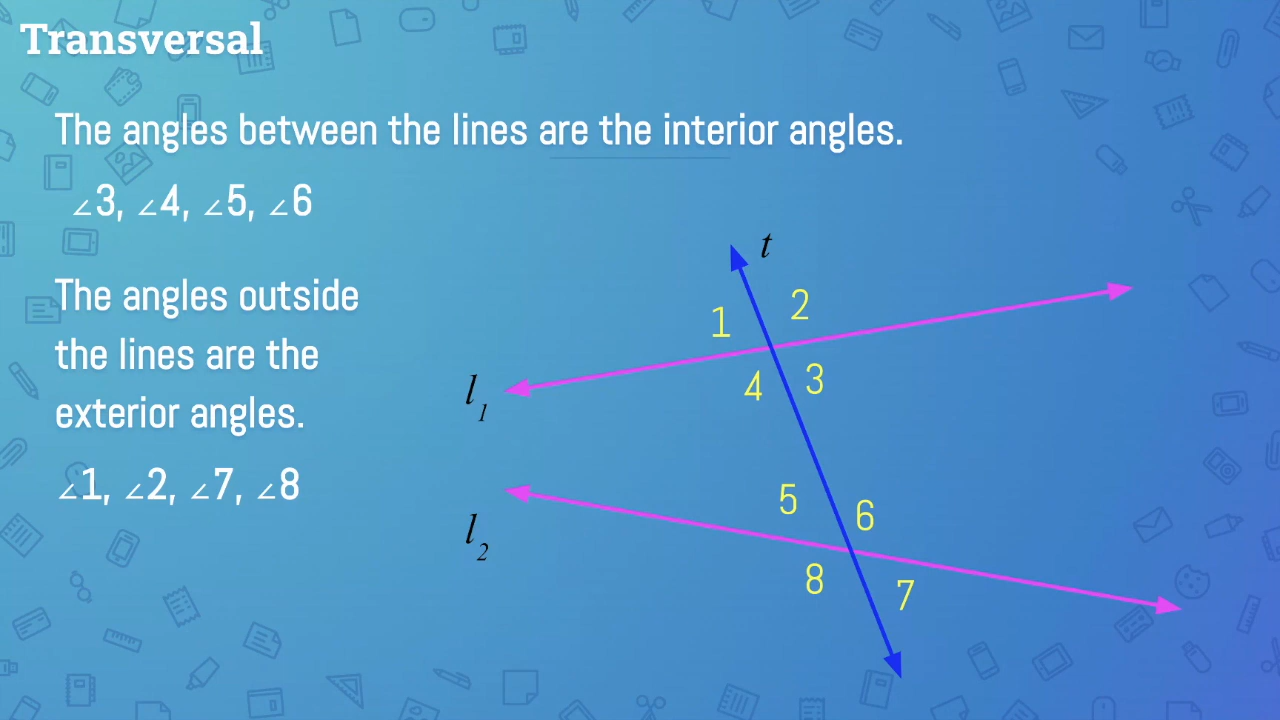 Transversal
The angles between the lines are the interior angles.
∠3, ∠4, ∠5, ∠6
The angles outside
the lines are the
exterior angles.
∠1, ∠2, ∠7, ∠8
t
1 2
4 3
l₁
5 6
l₂
8 7